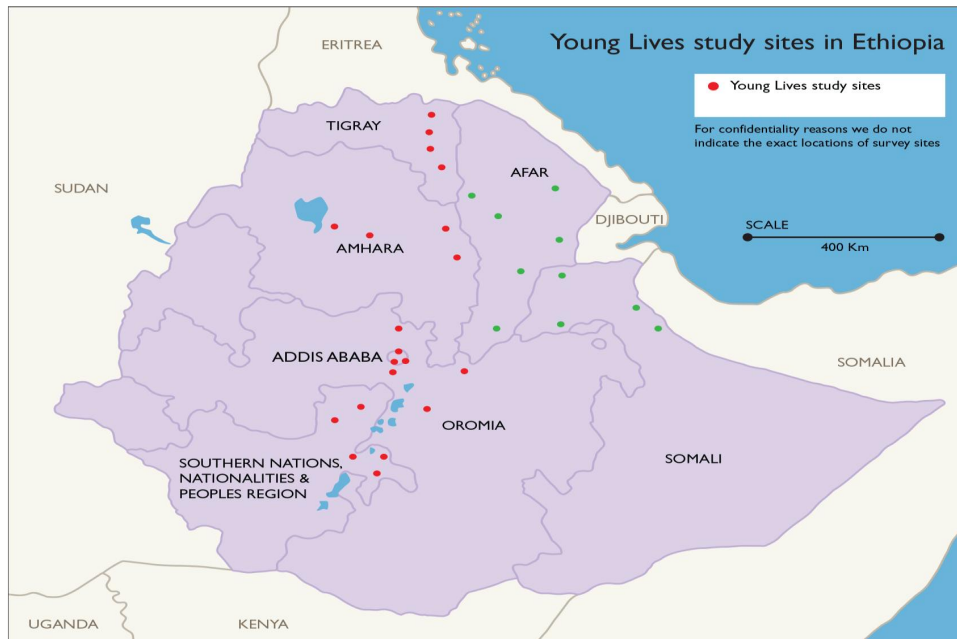 Young Lives study sites in Ethiopia
Young Lives study sites
For confidentiality reasons we do not
indicate the exact locations of survey sites
SCALE
400 Km
ERITREA
TIGRAY
AFAR
SUDAN
DJIBOUTI
AMHARA
ADDIS ABABA
SOMALIA
OROMIA
SOMALI
SOUTHERN NATIONS,
NATIONALITIES &
PEOPLES REGION
UGANDA
KENYA